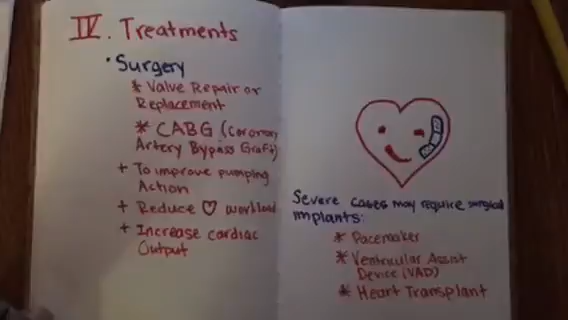 IV. Treatments
• Surgery
* Valve Repair or
Replacement
* CABG (Coronary
Artery Bypass Graft)
+ To improve pumping
Action
+ Reduce ♡ workload
+ Increase cardiac
Output
Severe cases may require surgical
implants:
* Pacemaker
* Ventricular Assist
Device (VAD)
* Heart Transplant